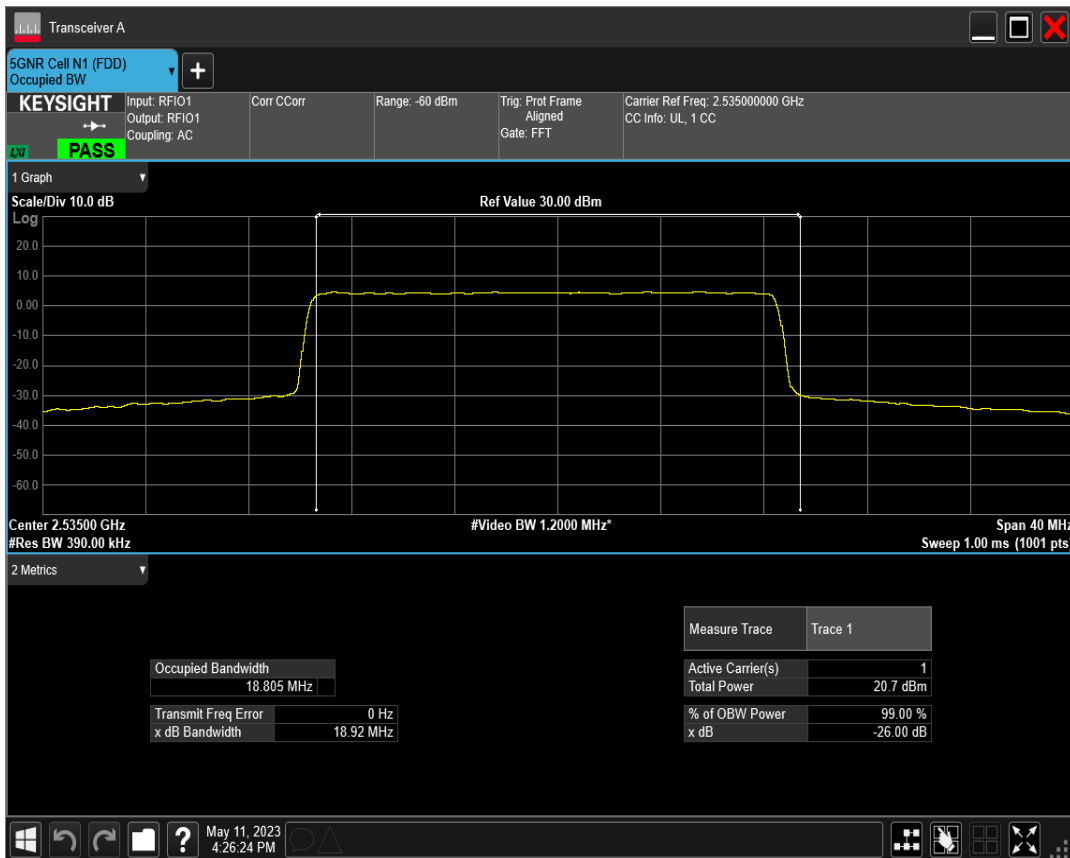 Transceiver A
5GNR Cell N1 (FDD)
Occupied BW
+
KEYSIGHT
LXI
PASS
Input: RFIO1
Output: RFIO1
Coupling: AC
Corr CCorr
Range: -60 dBm
Trig: Prot Frame
Aligned
Gate: FFT
Carrier Ref Freq: 2.535000000 GHz
CC Info: UL, 1 CC
1 Graph
Scale/Div 10.0 dB
Ref Value 30.00 dBm
Log
20.0
10.0
0.00
-10.0
-20.0
-30.0
-40.0
-50.0
-60.0
Center 2.53500 GHz
#Video BW 1.2000 MHz*
Span 40 MHz
#Res BW 390.00 kHz
Sweep 1.00 ms (1001 pts)
2 Metrics
Measure Trace Trace 1
Occupied Bandwidth
18.805 MHz
Active Carrier(s) 1
Total Power 20.7 dBm
Transmit Freq Error 0 Hz
x dB Bandwidth 18.92 MHz
% of OBW Power 99.00 %
x dB -26.00 dB
?
May 11, 2023
4:26:24 PM